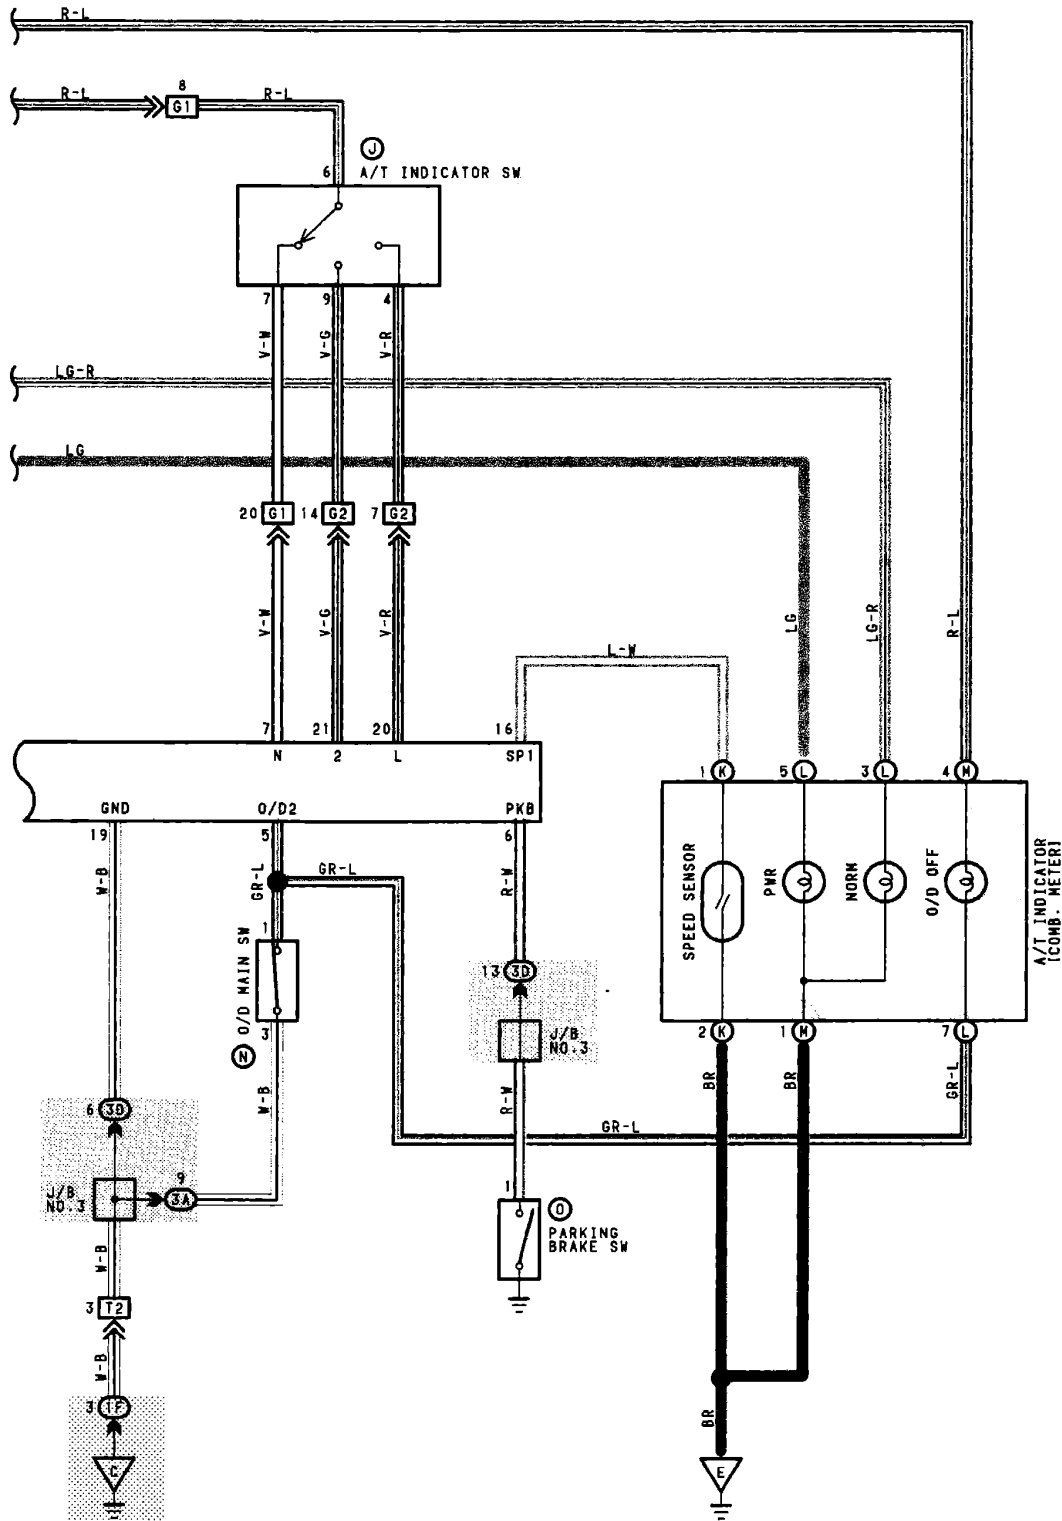 R-L
R-L
8
G1
R-L
J
6
A/T INDICATOR SW
7
9
4
V-W
V-G
V-R
LG-R
LG
20
G1
14
G2
7
G2
V-W
V-G
V-R
LG
LG-R
R-L
L-W
7
21
20
16
N
2
L
SP1
1
K
5
L
3
L
4
M
GND
O/D2
PKB
19
5
6
W-B
GR-L
GR-L
R-W
SPEED SENSOR
PWR
NORM
O/D OFF
A/T INDICATOR
[COMB. METER]
1
O/D MAIN SW
3
N
13
3D
J/B
NO.3
2
K
1
M
7
L
W-B
R-W
BR
BR
GR-L
GR-L
6
3D
J/B
NO.3
9
3A
1
O
PARKING
BRAKE SW
W-B
3
T2
W-B
3
1F
C
BR
E